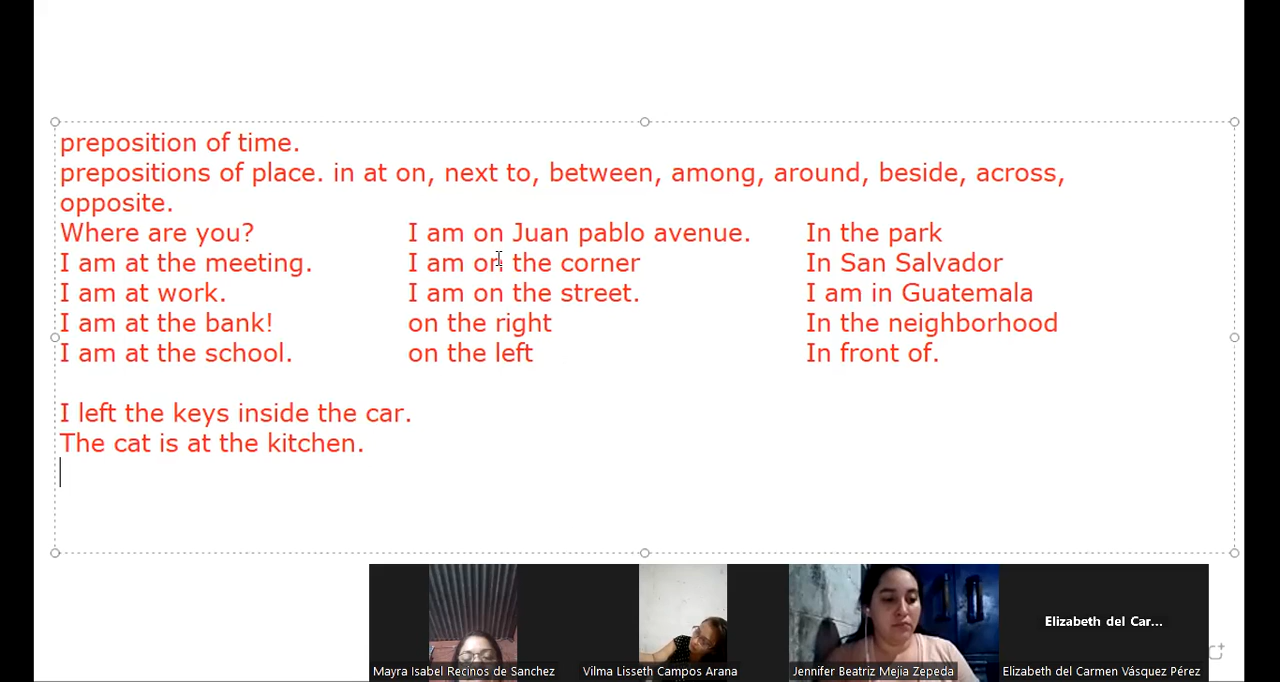 preposition of time.
prepositions of place. in at on, next to, between, among, around, beside, across,
opposite.
Where are you?
I am at the meeting.
I am at work.
I am at the bank!
I am at the school.
I am on Juan pablo avenue.
I am on the corner
I am on the street.
on the right
on the left
In the park
In San Salvador
I am in Guatemala
In the neighborhood
In front of.
I left the keys inside the car.
The cat is at the kitchen.
Elizabeth del Car...
Mayra Isabel Recinos de Sanchez
Vilma Lisseth Campos Arana
Jennifer Beatriz Mejia Zepeda
Elizabeth del Carmen Vásquez Pérez